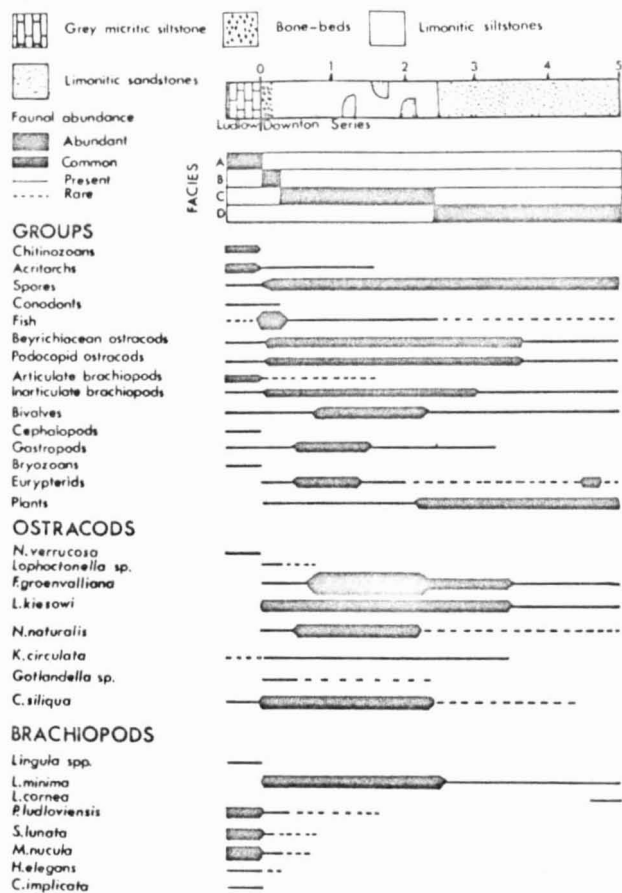 Grey micritic siltstone
Bone-beds
Limonitic siltstones
Limonitic sandstones
Faunal abundance
Abundant
Common
Present
Rare
0 1 2 3 4 5
Ludlow Downton Series
FACIES
A
B
C
D
GROUPS
Chitinozoans
Acritarchs
Spores
Conodonts
Fish
Beyrichiacean ostracods
Podocopid ostracods
Articulate brachiopods
Inarticulate brachiopods
Bivalves
Cephalopods
Gastropods
Bryozoans
Eurypterids
Plants
OSTRACODS
N. verrucosa
Lophoctonella sp.
F. groenvalliana
L. kiesowi
N. naturalis
K. circulata
Gotlandella sp.
C. siliqua
BRACHIOPODS
Lingula spp.
L. minima
L. cornea
P. ludloviensis
S. lunata
M. nucula
H. elegans
C. implicata